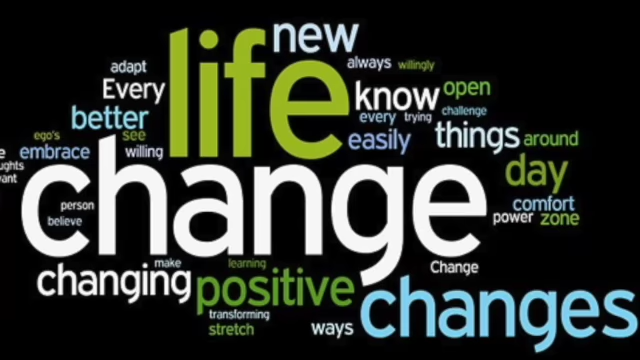 new
life
always willingly
adapt
Every
know
open
better
every trying
challenge
ego's
see
easily
things
around
embrace
willing
day
change
person
believe
comfort
power zone
make
learning
Change
changing
positive
changes
transforming
stretch
ways